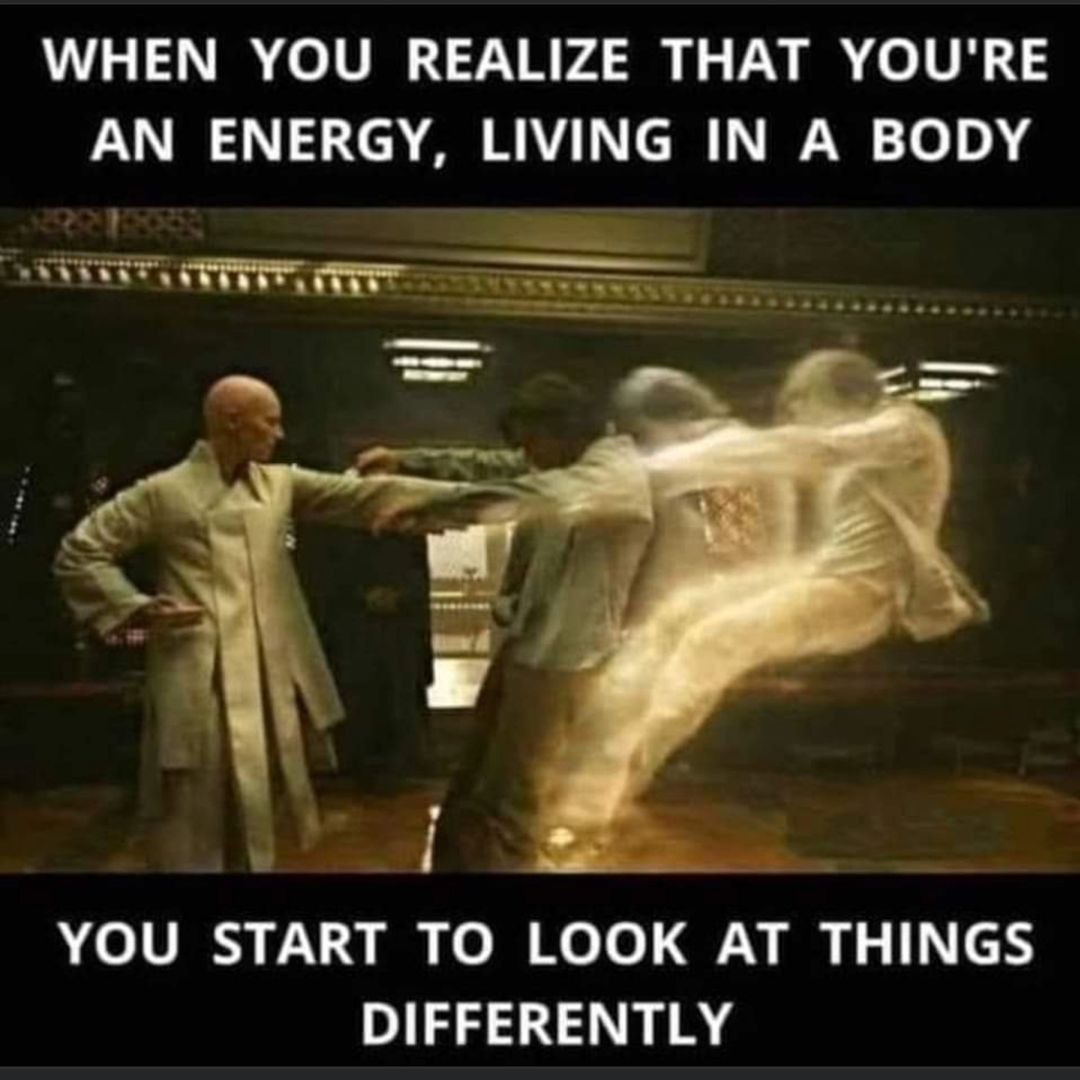 WHEN YOU REALIZE THAT YOU'RE
AN ENERGY, LIVING IN A BODY
YOU START TO LOOK AT THINGS
DIFFERENTLY